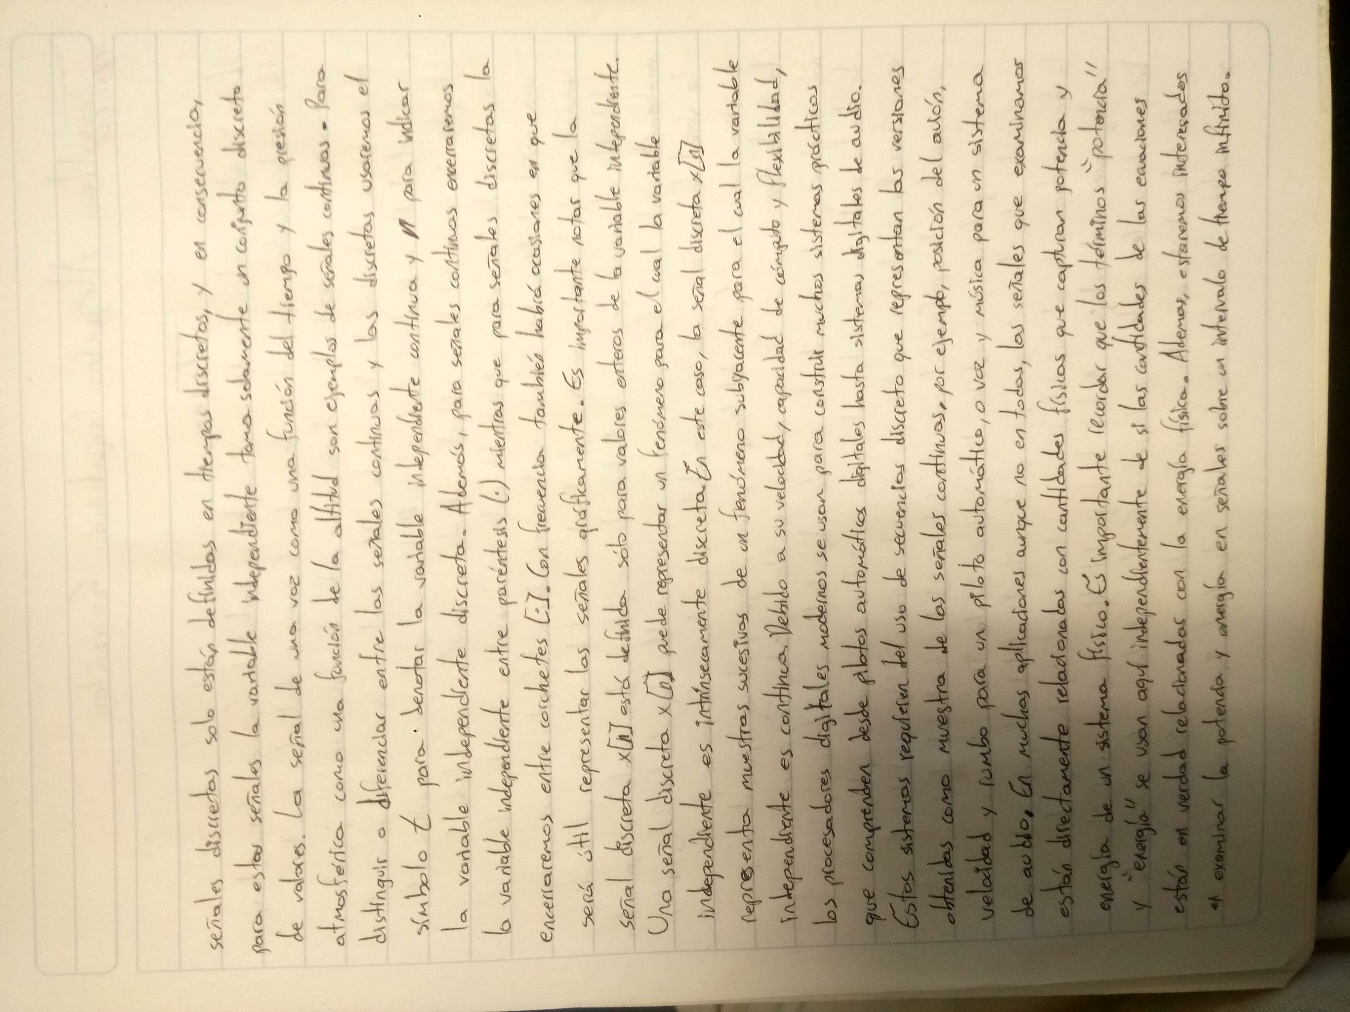 señales discretas solo están definidas en tiempos discretos, y en consecuencia,
para estas señales la variable independiente toma solamente un conjunto discreto
de valores. La señal de una voz como una función del tiempo y la presión
atmosférica como una función de la altitud son ejemplos de señales continuas. Para
distinguir o diferenciar entre las señales continuas y las discretas usaremos el
símbolo t para denotar la variable independiente continua y n para indicar
la variable independiente discreta. Además, para señales continuas encerraremos
la variable independiente entre paréntesis (·) mientras que para señales discretas la
encerraremos entre corchetes [·]. Con frecuencia también habrá ocasiones en que
será útil representar las señales gráficamente. Es importante notar que la
señal discreta x[n] está definida sólo para valores enteros de la variable independiente.
Una señal discreta x[n] puede representar un fenómeno para el cual la variable
independiente es intrínsecamente discreta. En este caso, la señal discreta x[n]
representa muestras sucesivas de un fenómeno subyacente para el cual la variable
independiente es continua. Debido a su velocidad, capacidad de cómputo y flexibilidad,
los procesadores digitales modernos se usan para construir muchos sistemas prácticos
que comprenden desde pilotos automáticos digitales hasta sistemas digitales de audio.
Estos sistemas requieren del uso de secuencias discreto que representan las versiones
obtenidas como muestra de las señales continuas, por ejemplo, posición del avión,
velocidad y rumbo para un piloto automático, o voz y música para un sistema
de audio. En muchas aplicaciones aunque no en todas, las señales que examinamos
están directamente relacionadas con cantidades físicas que capturan potencia y
energía de un sistema físico. Es importante recordar que los términos "potencia"
y "energía" se usan aquí independientemente de si las cantidades de las ecuaciones
están en verdad relacionadas con la energía física. Ademas, estaremos interesados
en examinar la potencia y energía en señales sobre un intervalo de tiempo infinito.